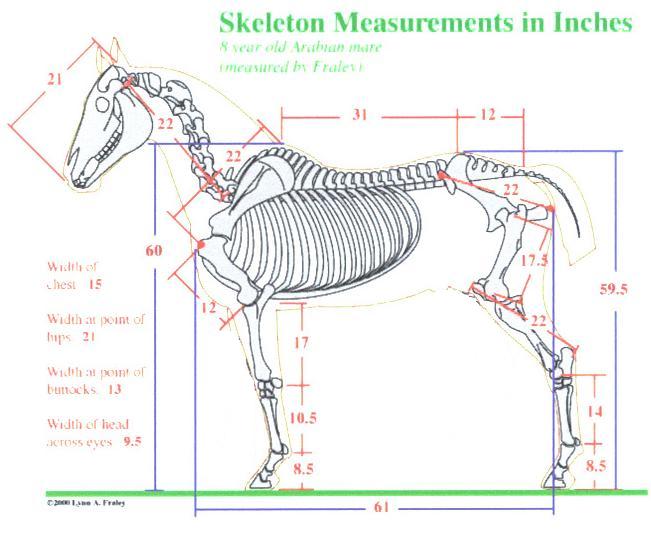 Skeleton Measurements in Inches
8 year old Arabian mare
(measured by Fraley)
31
12
21
22
22
22
60
17.5
59.5
Width of
chest 15
12
Width at point of
hips 21
22
17
Width at point of
buttocks 13
10.5
14
Width of head
across eyes 9.5
8.5
8.5
©2000 Lynn A. Fraley
61